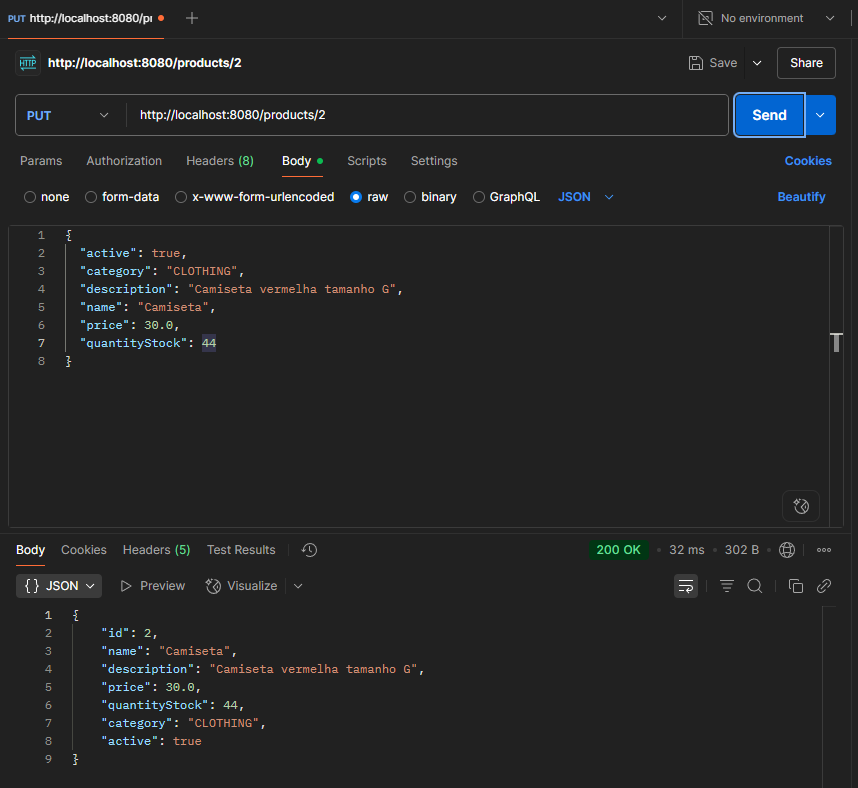 PUT http://localhost:8080/pr
No environment
HTTP http://localhost:8080/products/2
Save
Share
PUT
http://localhost:8080/products/2
Send
Params Authorization Headers (8) Body Scripts Settings Cookies
none form-data x-www-form-urlencoded raw binary GraphQL JSON Beautify
1 {
2 "active": true,
3 "category": "CLOTHING",
4 "description": "Camiseta vermelha tamanho G",
5 "name": "Camiseta",
6 "price": 30.0,
7 "quantityStock": 44
8 }
Body Cookies Headers (5) Test Results 200 OK • 32 ms • 302 B •
{} JSON Preview Visualize
1 {
2 "id": 2,
3 "name": "Camiseta",
4 "description": "Camiseta vermelha tamanho G",
5 "price": 30.0,
6 "quantityStock": 44,
7 "category": "CLOTHING",
8 "active": true
9 }